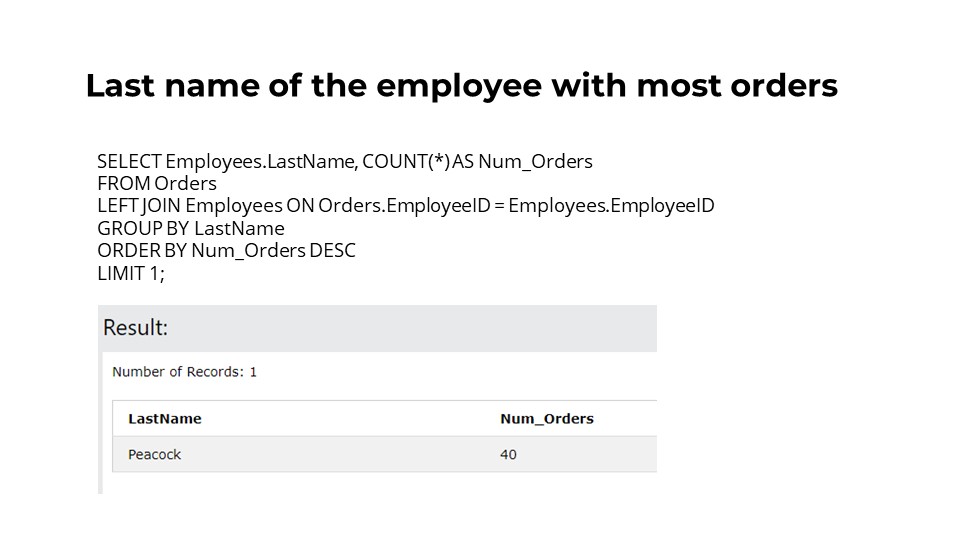 Last name of the employee with most orders
SELECT Employees.LastName, COUNT(*) AS Num_Orders
FROM Orders
LEFT JOIN Employees ON Orders.EmployeeID = Employees.EmployeeID
GROUP BY LastName
ORDER BY Num_Orders DESC
LIMIT 1;
Result:
Number of Records: 1
LastName Num_Orders
Peacock 40